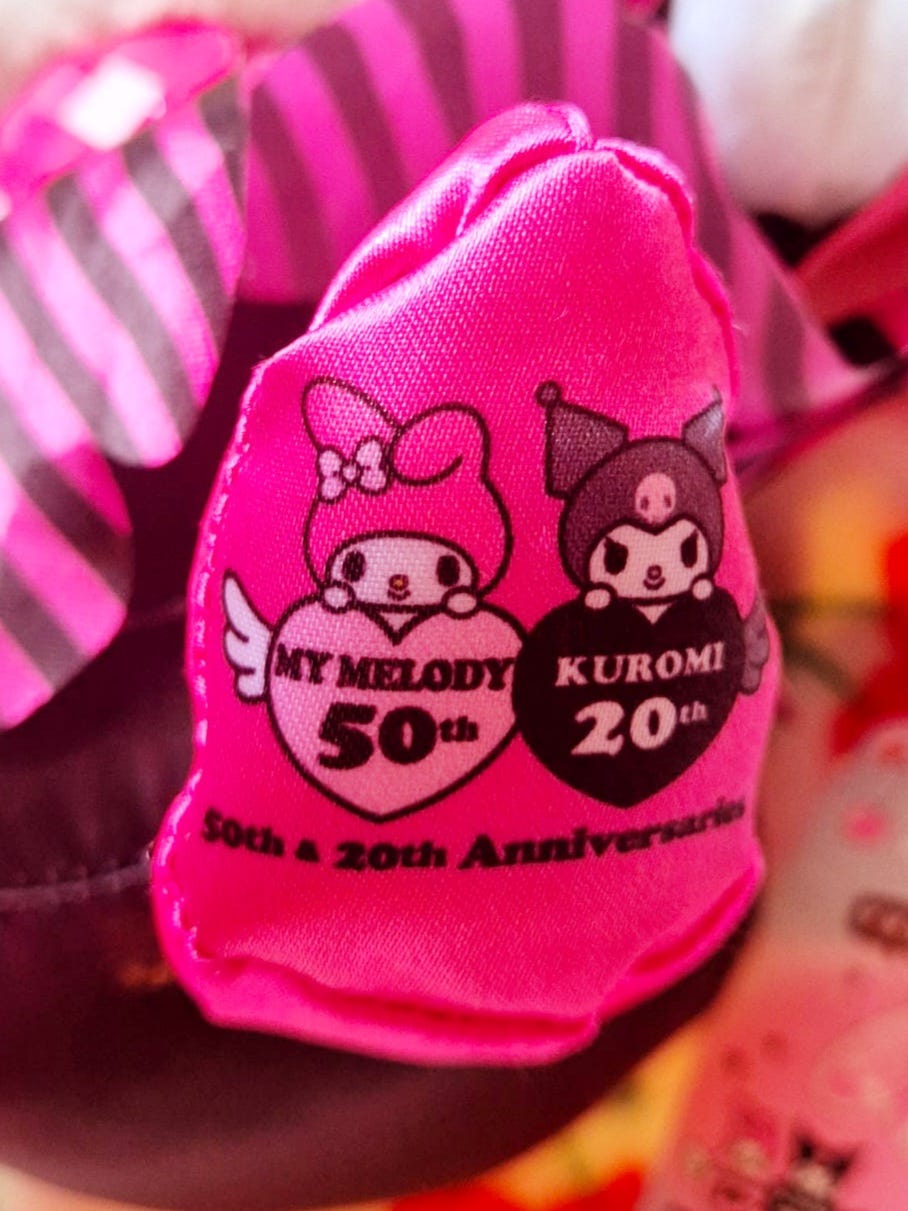 MY MELODY
50th
KUROMI
20th
50th & 20th Anniversaries